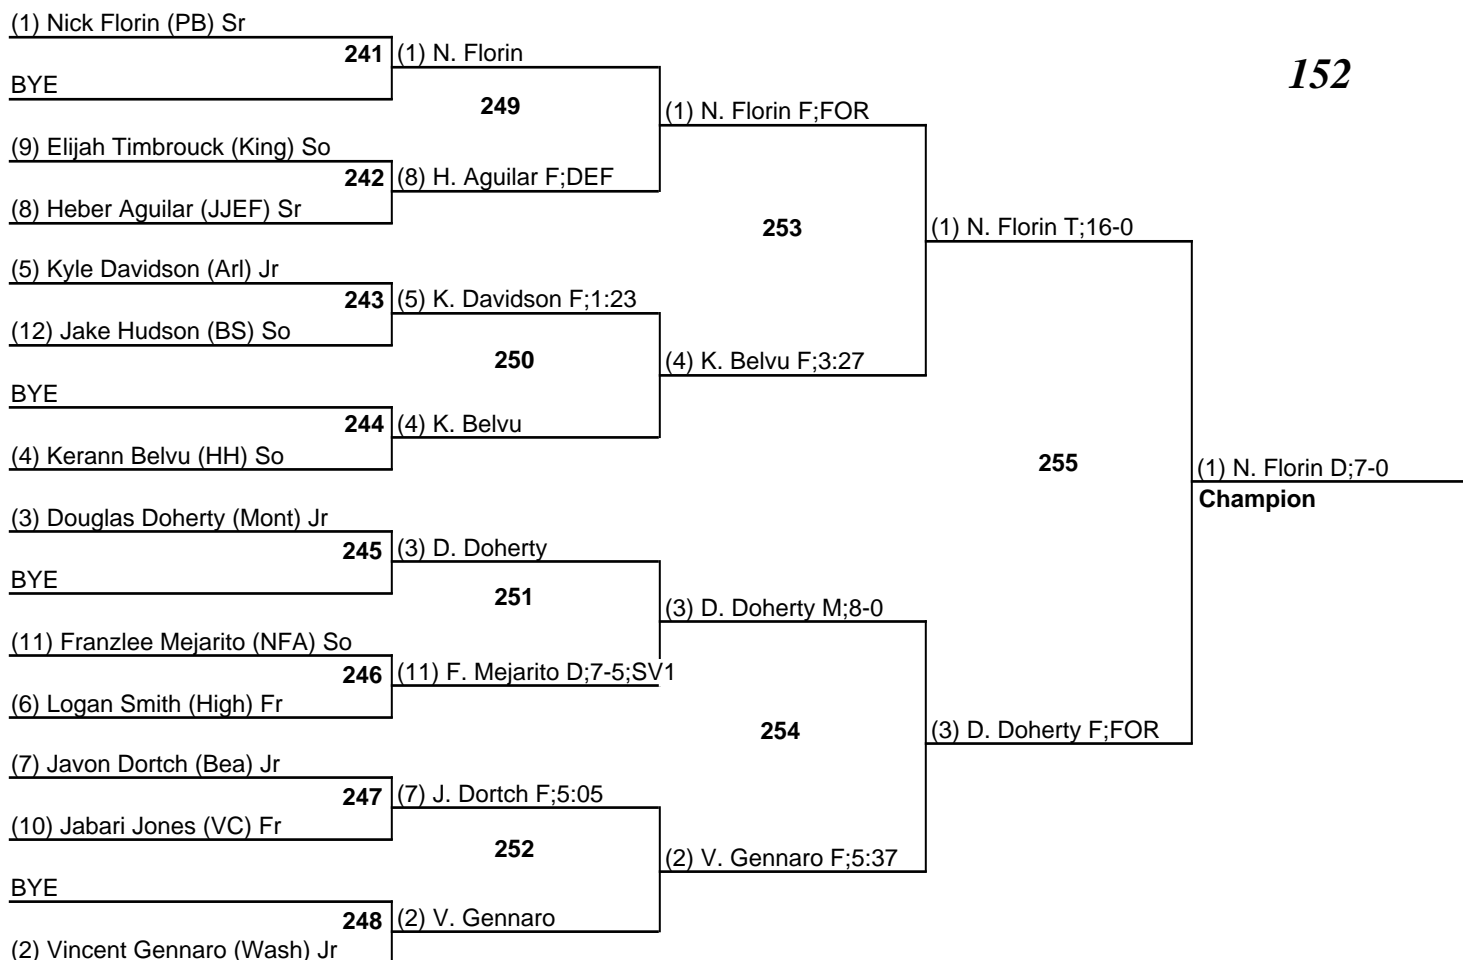 (1) Nick Florin (PB) Sr
241
(1) N. Florin
152
BYE
249
(1) N. Florin F;FOR
(9) Elijah Timbrouck (King) So
242
(8) H. Aguilar F;DEF
(8) Heber Aguilar (JJEF) Sr
253
(1) N. Florin T;16-0
(5) Kyle Davidson (Arl) Jr
243
(5) K. Davidson F;1:23
(12) Jake Hudson (BS) So
250
(4) K. Belvu F;3:27
BYE
244
(4) K. Belvu
(4) Kerann Belvu (HH) So
255
(1) N. Florin D;7-0
Champion
(3) Douglas Doherty (Mont) Jr
245
(3) D. Doherty
BYE
251
(3) D. Doherty M;8-0
(11) Franzlee Mejarito (NFA) So
246
(11) F. Mejarito D;7-5;SV1
(6) Logan Smith (High) Fr
254
(3) D. Doherty F;FOR
(7) Javon Dortch (Bea) Jr
247
(7) J. Dortch F;5:05
(10) Jabari Jones (VC) Fr
252
(2) V. Gennaro F;5:37
BYE
248
(2) V. Gennaro
(2) Vincent Gennaro (Wash) Jr